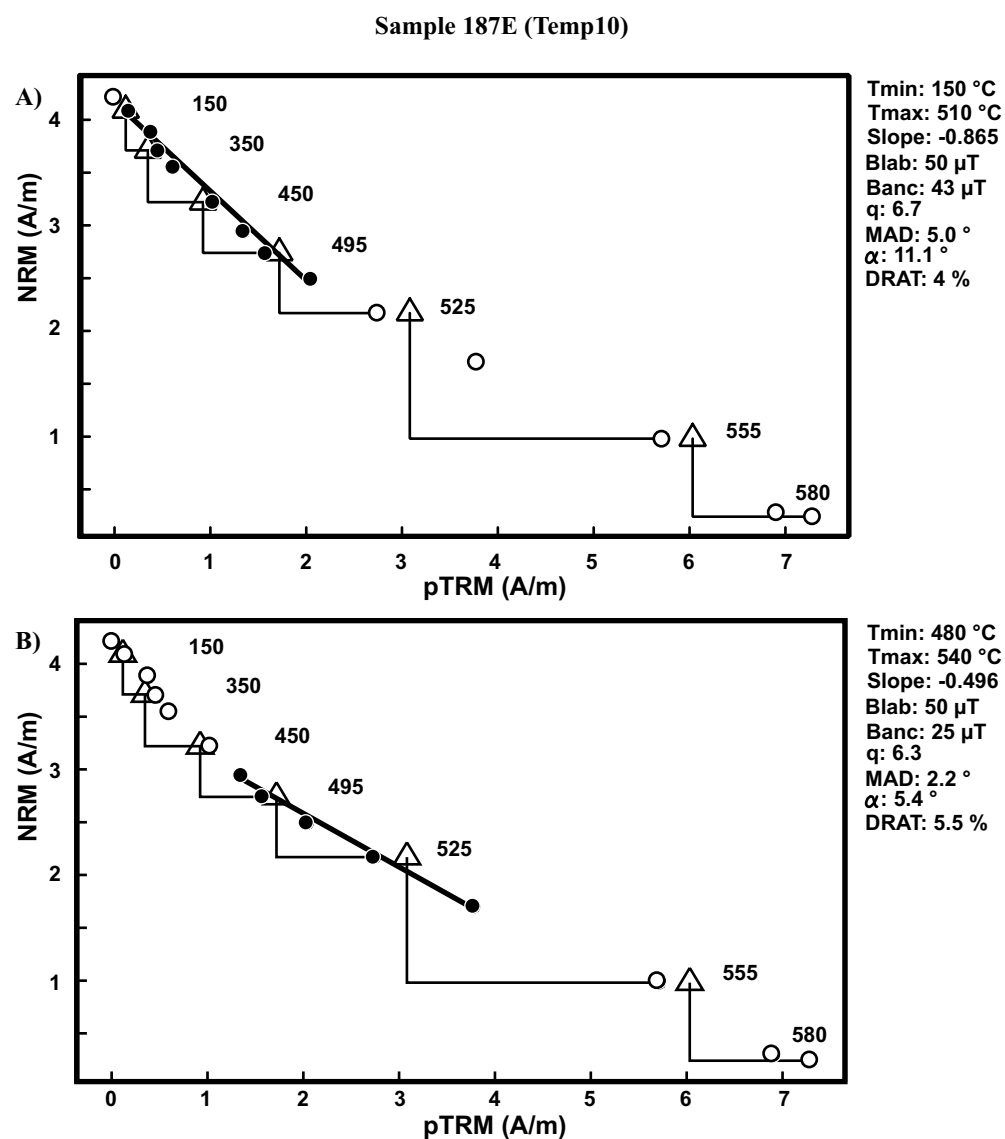 Sample 187E (Temp10)
A)
NRM (A/m)
4
3
2
1
150
350
450
495
525
555
580
0 1 2 3 4 5 6 7
pTRM (A/m)
Tmin: 150 °C
Tmax: 510 °C
Slope: -0.865
Blab: 50 µT
Banc: 43 µT
q: 6.7
MAD: 5.0 °
α: 11.1 °
DRAT: 4 %
B)
NRM (A/m)
4
3
2
1
150
350
450
495
525
555
580
0 1 2 3 4 5 6 7
pTRM (A/m)
Tmin: 480 °C
Tmax: 540 °C
Slope: -0.496
Blab: 50 µT
Banc: 25 µT
q: 6.3
MAD: 2.2 °
α: 5.4 °
DRAT: 5.5 %